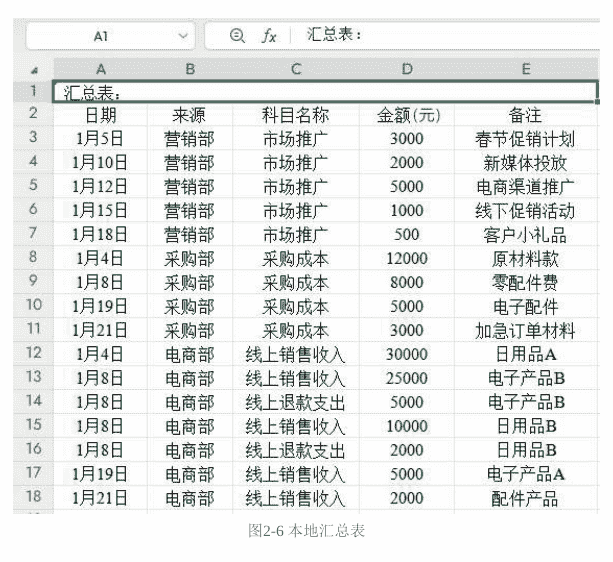 A1 fx 汇总表：
A B C D E
1 汇总表：
2 日期 来源 科目名称 金额(元) 备注
3 1月5日 营销部 市场推广 3000 春节促销计划
4 1月10日 营销部 市场推广 2000 新媒体投放
5 1月12日 营销部 市场推广 5000 电商渠道推广
6 1月15日 营销部 市场推广 1000 线下促销活动
7 1月18日 营销部 市场推广 500 客户小礼品
8 1月4日 采购部 采购成本 12000 原材料款
9 1月8日 采购部 采购成本 8000 零配件费
10 1月19日 采购部 采购成本 5000 电子配件
11 1月21日 采购部 采购成本 3000 加急订单材料
12 1月4日 电商部 线上销售收入 30000 日用品A
13 1月8日 电商部 线上销售收入 25000 电子产品B
14 1月8日 电商部 线上退款支出 5000 电子产品B
15 1月8日 电商部 线上销售收入 10000 日用品B
16 1月8日 电商部 线上退款支出 2000 日用品B
17 1月19日 电商部 线上销售收入 5000 电子产品A
18 1月21日 电商部 线上销售收入 2000 配件产品
图2-6 本地汇总表